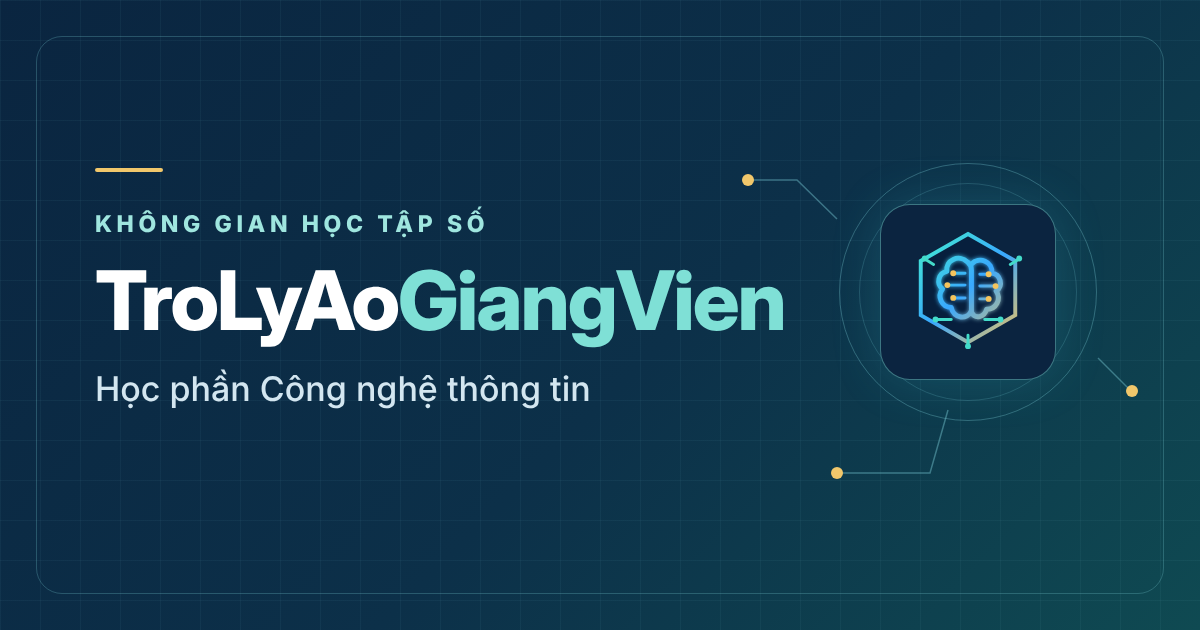 KHÔNG GIAN HỌC TẬP SỐ
TroLyAoGiangVien
Học phần Công nghệ thông tin